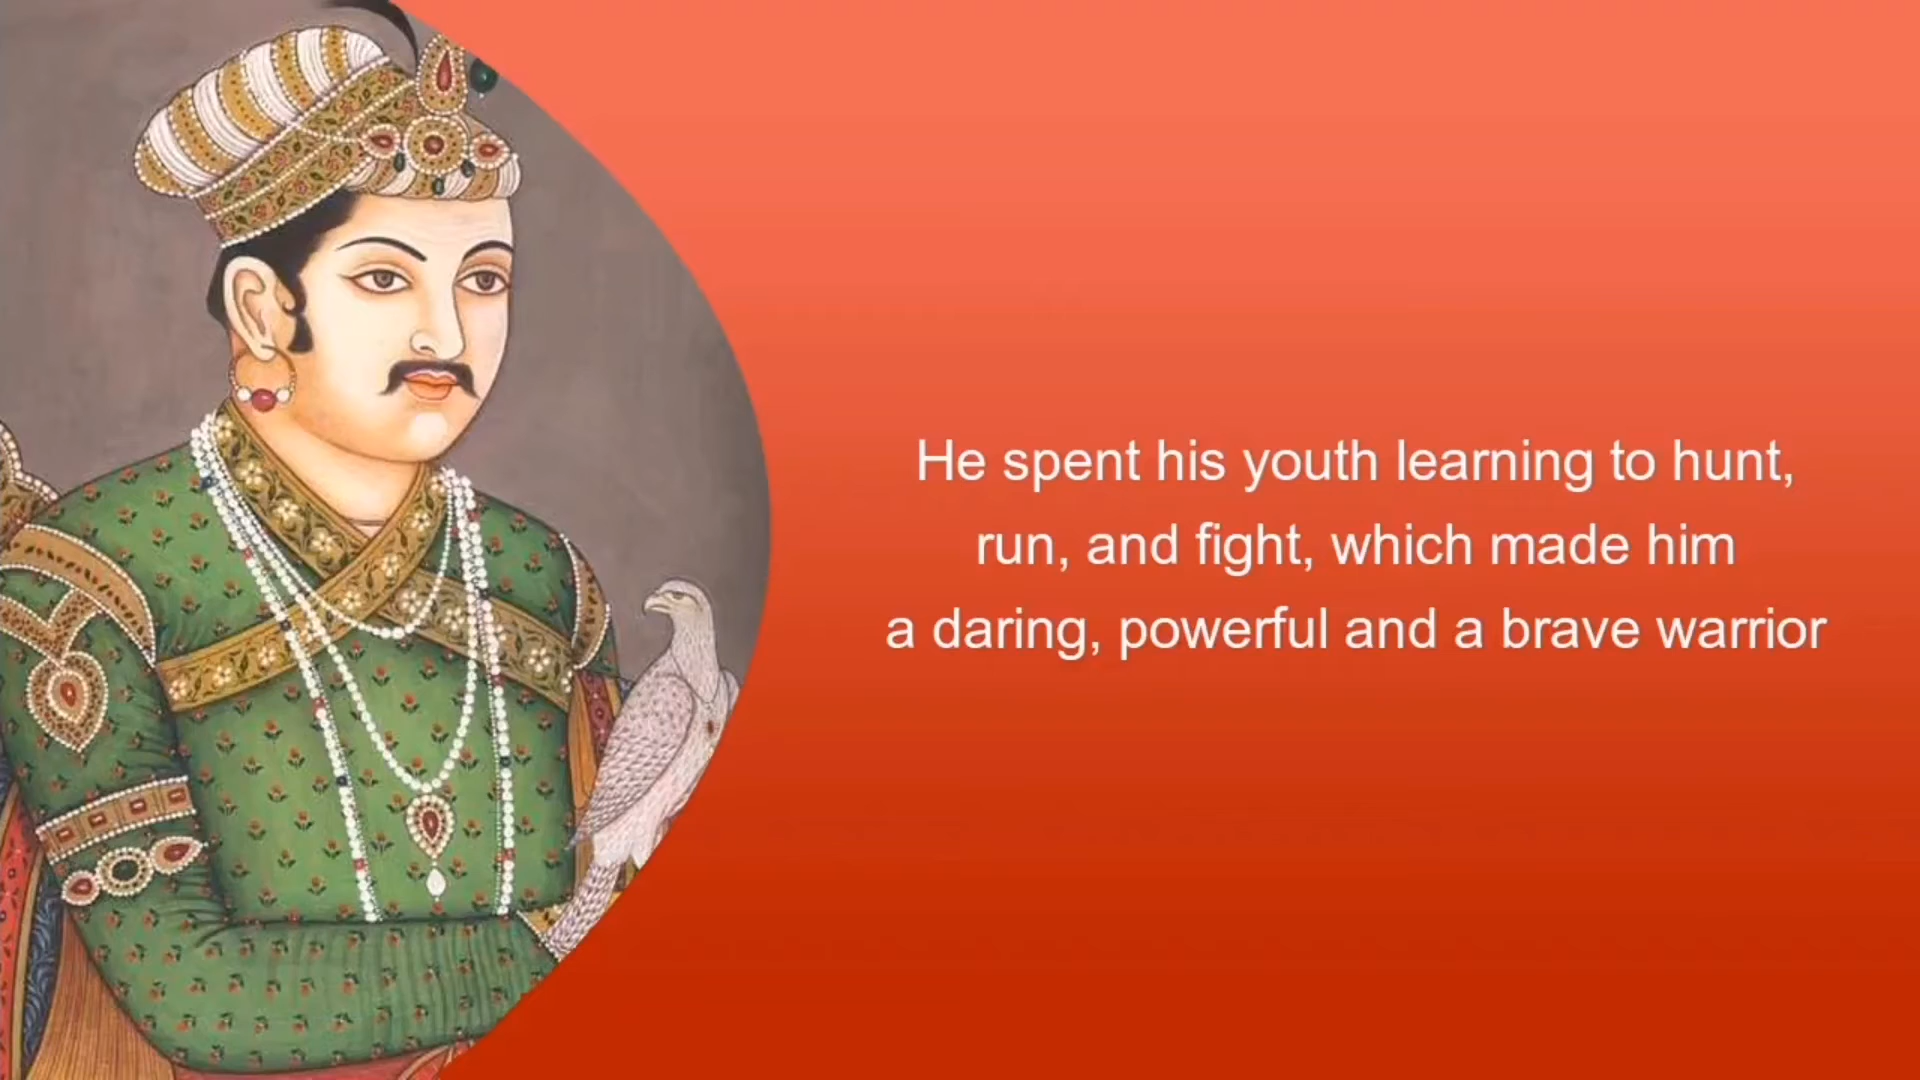 He spent his youth learning to hunt,
run, and fight, which made him
a daring, powerful and a brave warrior